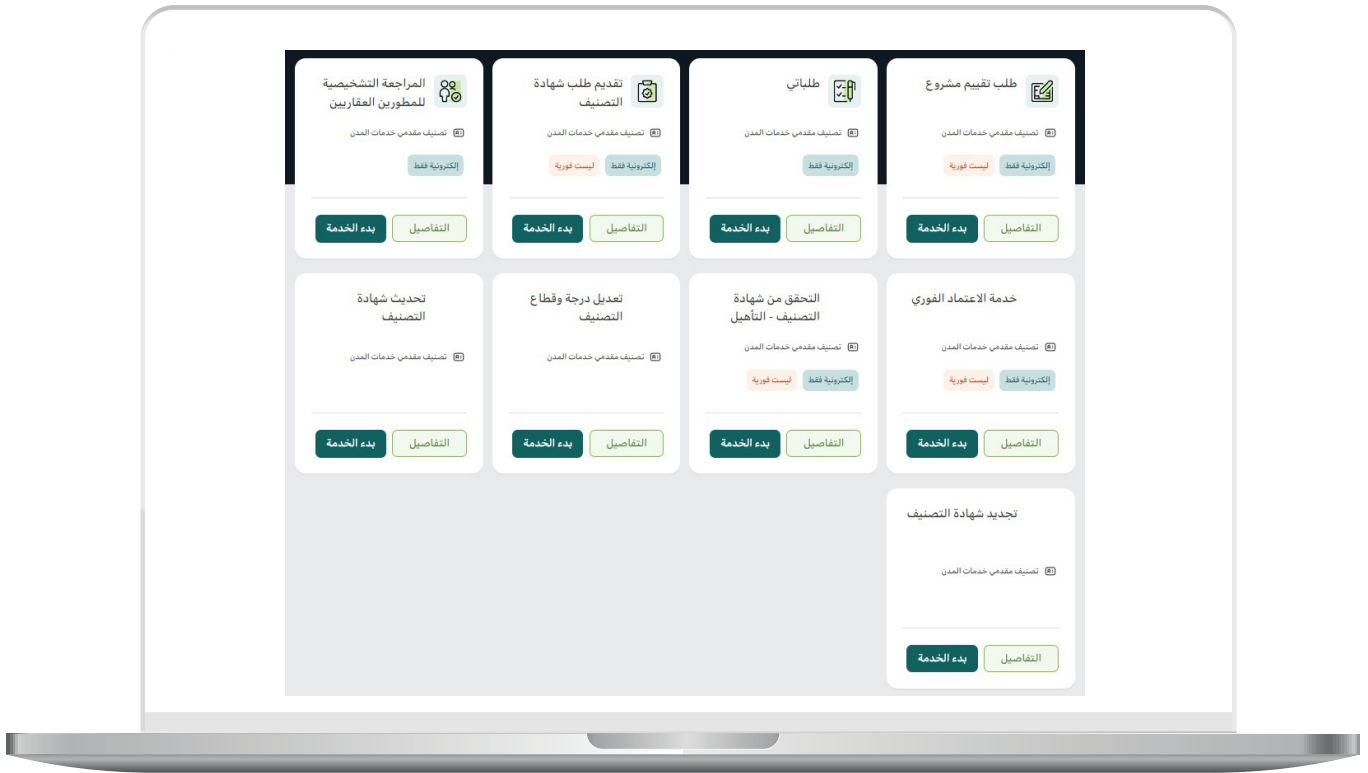 طلب تقييم مشروع
تصنيف مقدمي خدمات المدن
إلكترونية فقط
ليست فورية
التفاصيل
بدء الخدمة
طلباتي
تصنيف مقدمي خدمات المدن
إلكترونية فقط
التفاصيل
بدء الخدمة
تقديم طلب شهادة
التصنيف
تصنيف مقدمي خدمات المدن
إلكترونية فقط
ليست فورية
التفاصيل
بدء الخدمة
المراجعة التشخيصية
للمطورين العقاريين
تصنيف مقدمي خدمات المدن
إلكترونية فقط
التفاصيل
بدء الخدمة
خدمة الاعتماد الفوري
تصنيف مقدمي خدمات المدن
إلكترونية فقط
ليست فورية
التفاصيل
بدء الخدمة
التحقق من شهادة
التصنيف - التأهيل
تصنيف مقدمي خدمات المدن
إلكترونية فقط
ليست فورية
التفاصيل
بدء الخدمة
تعديل درجة وقطاع
التصنيف
تصنيف مقدمي خدمات المدن
التفاصيل
بدء الخدمة
تحديث شهادة
التصنيف
تصنيف مقدمي خدمات المدن
التفاصيل
بدء الخدمة
تجديد شهادة التصنيف
تصنيف مقدمي خدمات المدن
التفاصيل
بدء الخدمة